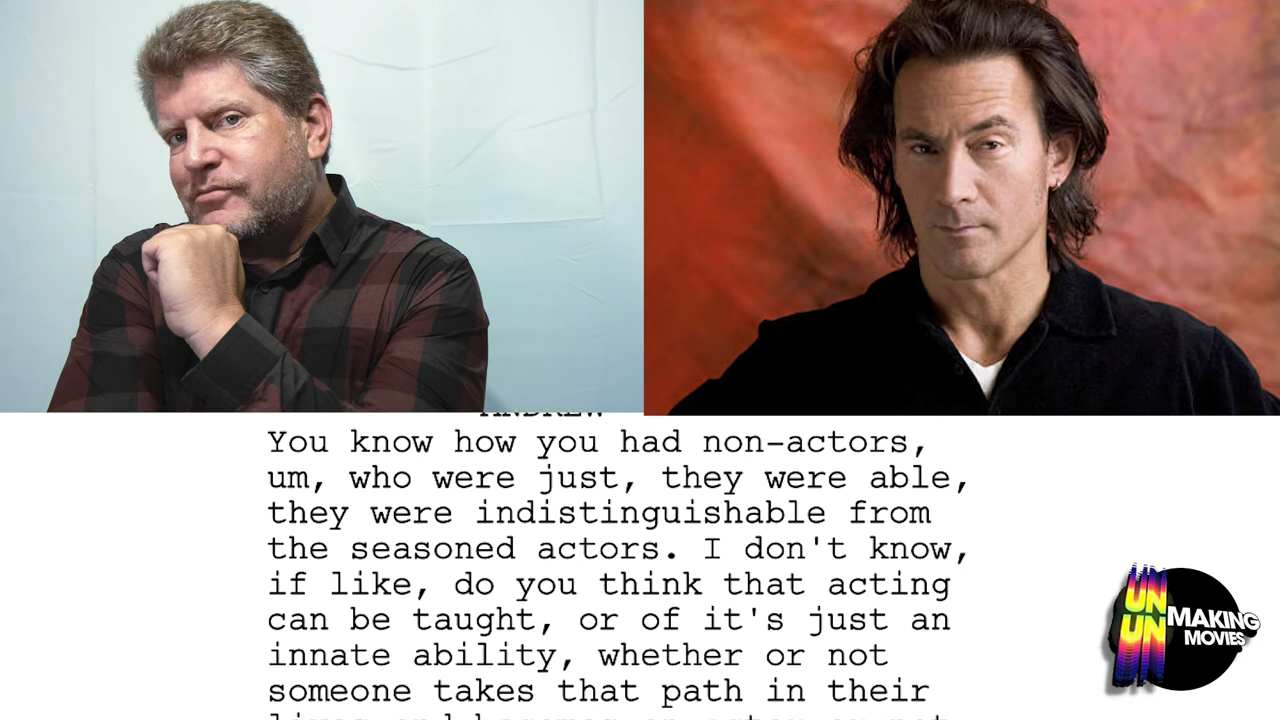 ANDREW
You know how you had non-actors,
um, who were just, they were able,
they were indistinguishable from
the seasoned actors. I don't know,
if like, do you think that acting
can be taught, or of it's just an
innate ability, whether or not
someone takes that path in their
UN
UN
MAKING
MOVIES